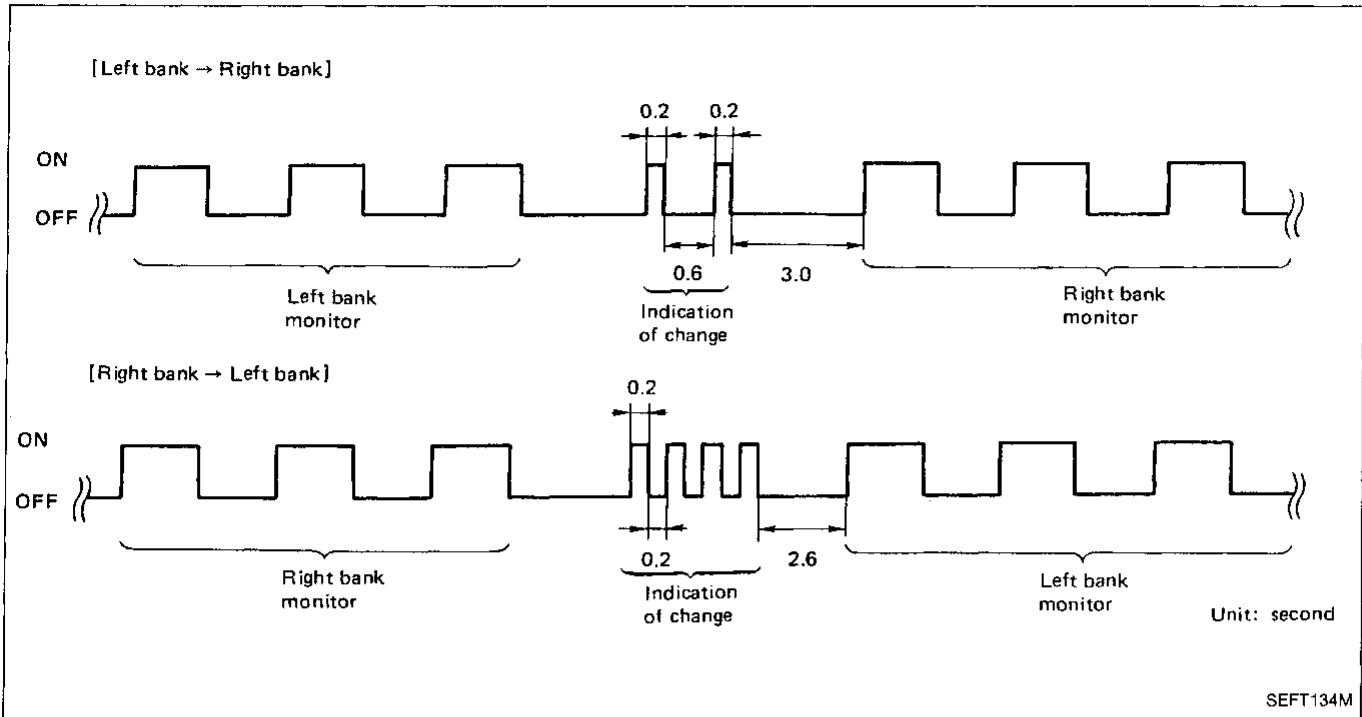 [Left bank → Right bank]
0.2 0.2
ON
OFF
0.6 3.0
Left bank
monitor
Indication
of change
Right bank
monitor
[Right bank → Left bank]
0.2
ON
OFF
0.2 2.6
Right bank
monitor
Indication
of change
Left bank
monitor
Unit: second
SEFT134M